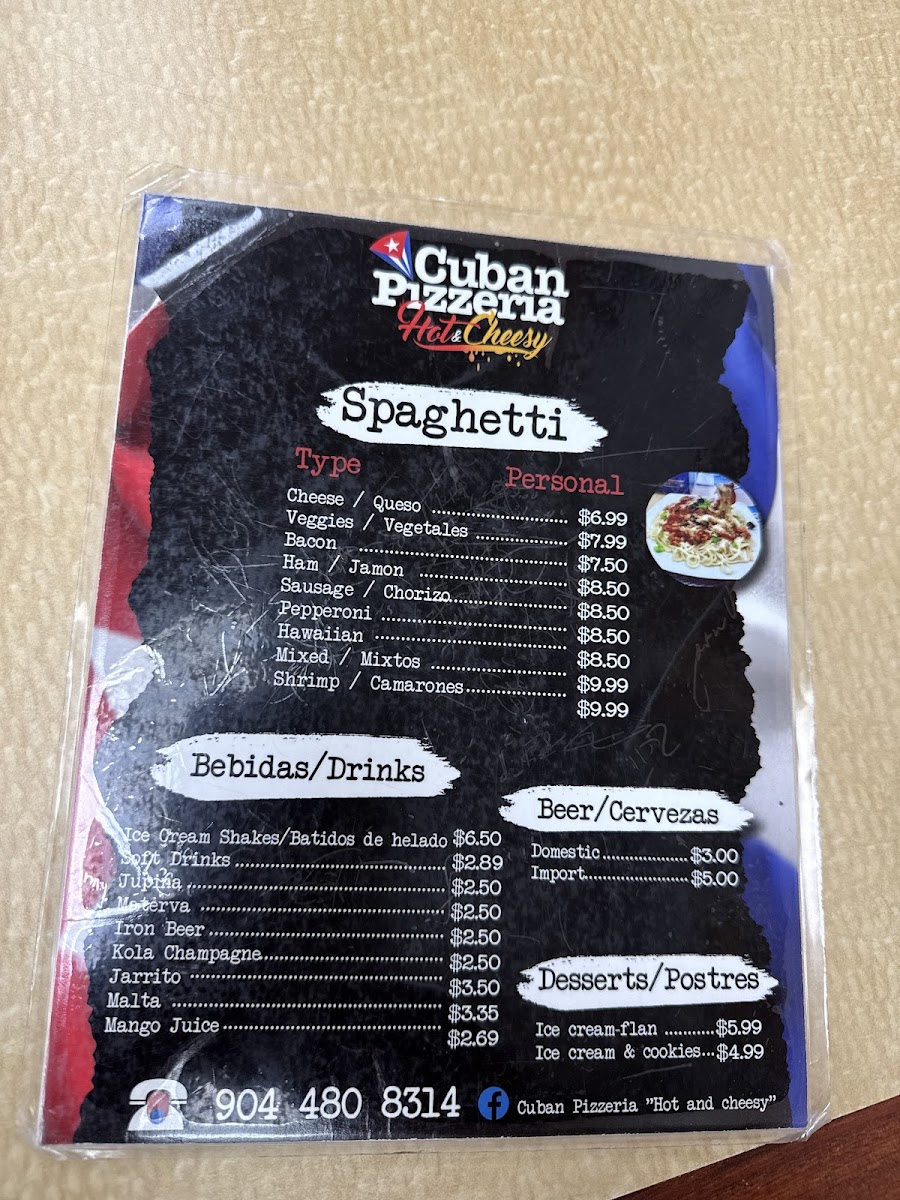 Cuban
Pizzeria
Hot & Cheesy
Spaghetti
Type Personal
Cheese / Queso $6.99
Veggies / Vegetales $7.99
Bacon $7.50
Ham / Jamon $8.50
Sausage / Chorizo $8.50
Pepperoni $8.50
Hawaiian $8.50
Mixed / Mixtos $9.99
Shrimp / Camarones $9.99
Bebidas/Drinks
Ice Cream Shakes/Batidos de helado $6.50
Soft Drinks $2.89
Jupina $2.50
Materva $2.50
Iron Beer $2.50
Kola Champagne $2.50
Jarrito $3.50
Malta $3.35
Mango Juice $2.69
Beer/Cervezas
Domestic $3.00
Import $5.00
Desserts/Postres
Ice cream-flan $5.99
Ice cream & cookies $4.99
904 480 8314 Cuban Pizzeria "Hot and cheesy"